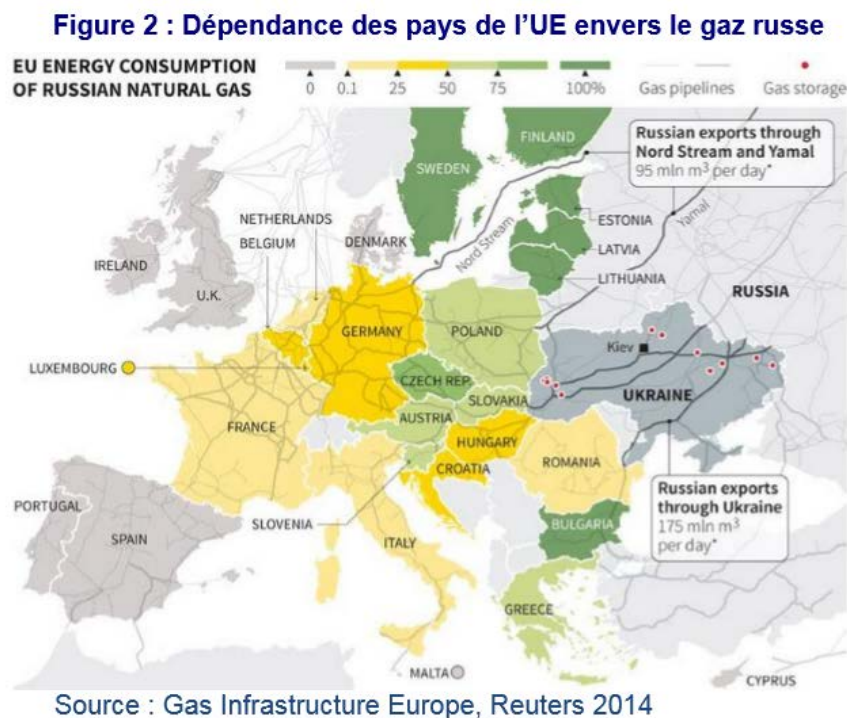 Figure 2 : Dépendance des pays de l'UE envers le gaz russe
EU ENERGY CONSUMPTION
OF RUSSIAN NATURAL GAS
0 0.1 25 50 75 100%
Gas pipelines
Gas storage
FINLAND
SWEDEN
Russian exports through
Nord Stream and Yamal
95 mln m³ per day*
NETHERLANDS
BELGIUM
DENMARK
Nord Stream
ESTONIA
Yamal
LATVIA
LITHUANIA
IRELAND
U.K.
RUSSIA
GERMANY
POLAND
Kiev
LUXEMBOURG
CZECH REP.
SLOVAKIA
UKRAINE
FRANCE
AUSTRIA
HUNGARY
CROATIA
ROMANIA
Russian exports
through Ukraine
175 mln m³
per day*
PORTUGAL
SPAIN
SLOVENIA
ITALY
BULGARIA
GREECE
MALTA
CYPRUS
Source : Gas Infrastructure Europe, Reuters 2014